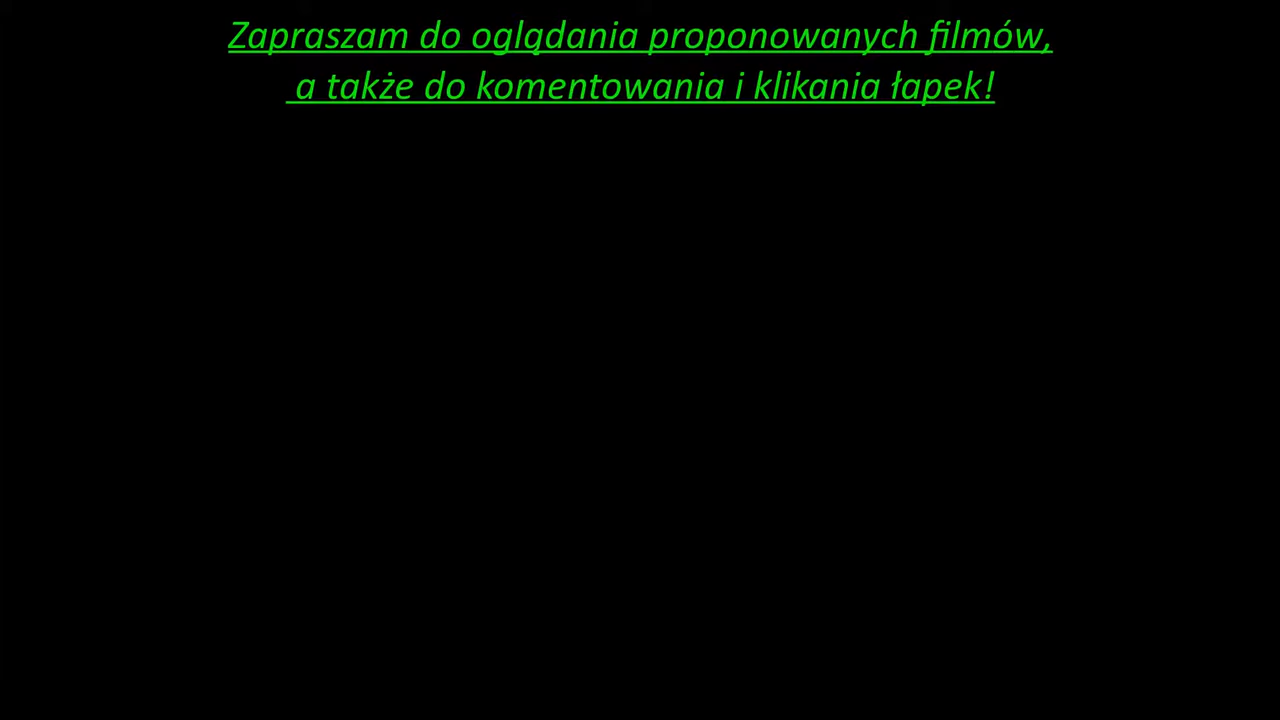 Zapraszam do oglądania proponowanych filmów,
a także do komentowania i klikania łapek!